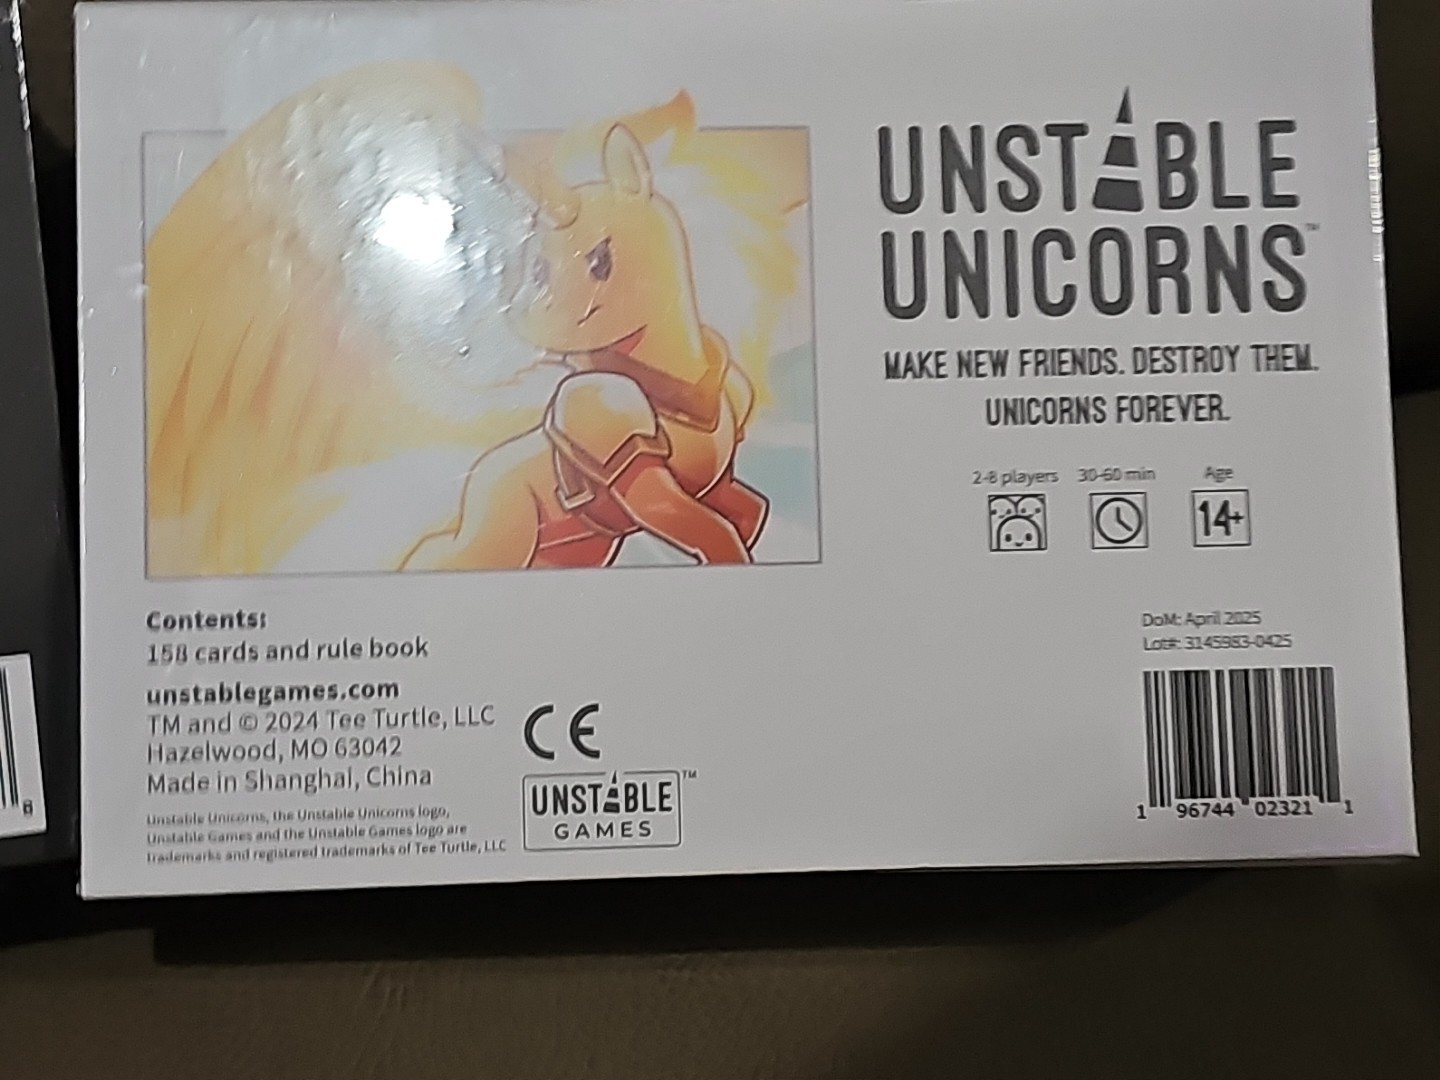 UNSTABLE
UNICORNS™
MAKE NEW FRIENDS. DESTROY THEM.
UNICORNS FOREVER.
2-8 players 30-60 min Age
14+
Contents:
158 cards and rule book
unstablegames.com
TM and © 2024 Tee Turtle, LLC
Hazelwood, MO 63042
Made in Shanghai, China
Unstable Unicorns, the Unstable Unicorns logo,
Unstable Games and the Unstable Games logo are
trademarks and registered trademarks of Tee Turtle, LLC
CE
UNSTABLE™
GAMES
DoM: April 2025
Lot#: 3145983-0425
1 96744 02321 1
8